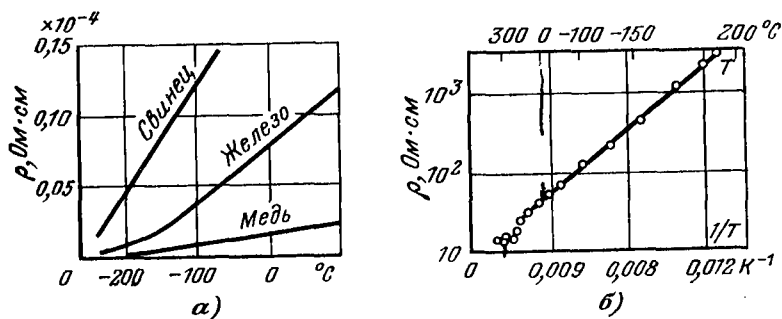 ×10⁻⁴
0,15
0,10
0,05
0
ρ, Ом·см
Свинец
Железо
Медь
-200 -100 0 °C
а)
300 0 -100 -150 200 °C
10³
10²
10
ρ, Ом·см
T
1/T
0 0,009 0,008 0,012 К⁻¹
б)